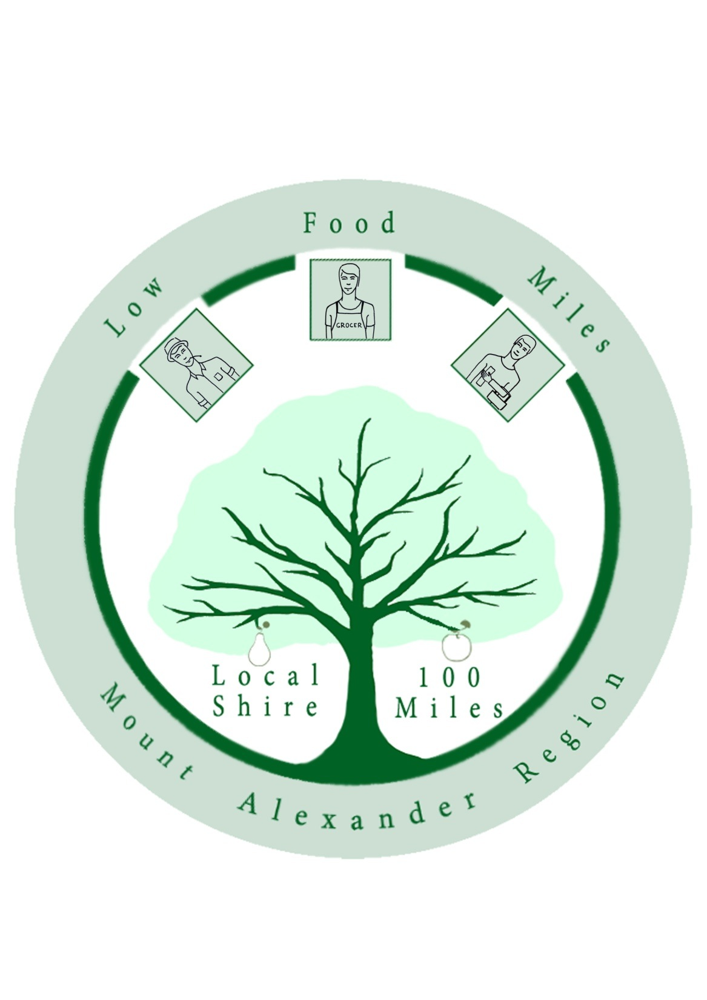 Low Food Miles
GROCER
Local
Shire
100
Miles
Mount Alexander Region